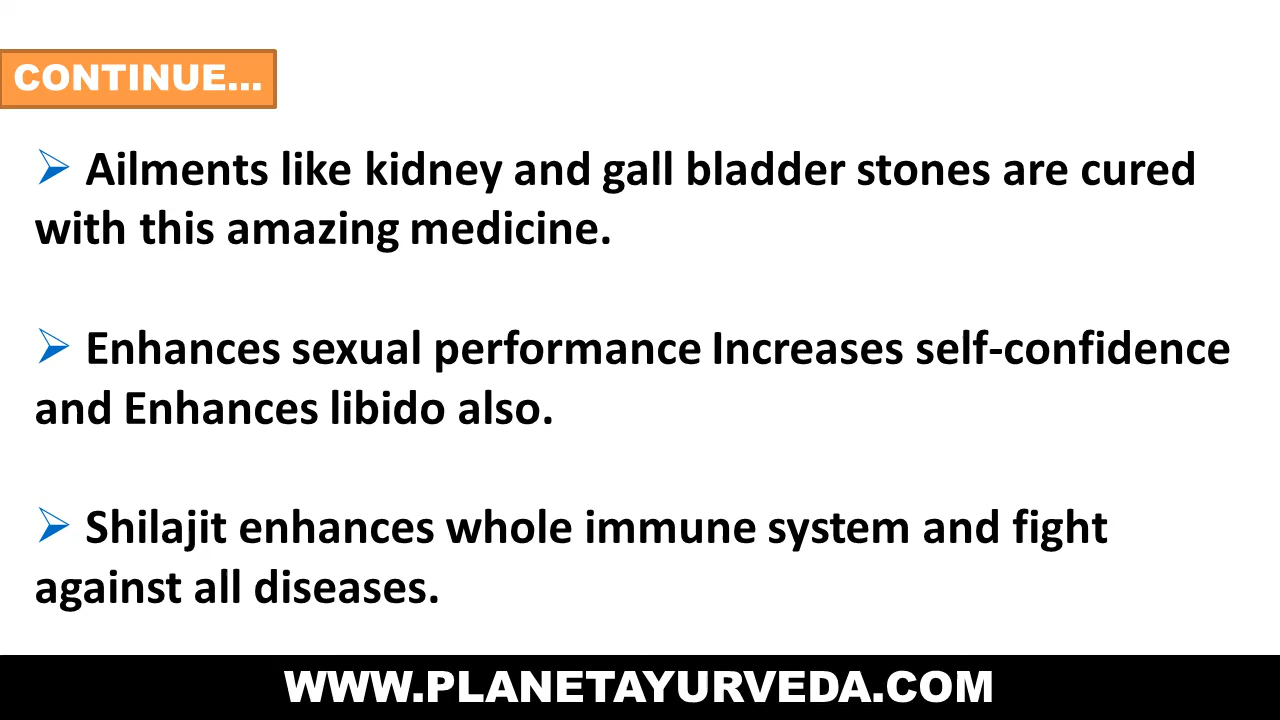 CONTINUE...
➢ Ailments like kidney and gall bladder stones are cured
with this amazing medicine.
➢ Enhances sexual performance Increases self-confidence
and Enhances libido also.
➢ Shilajit enhances whole immune system and fight
against all diseases.
WWW.PLANETAYURVEDA.COM